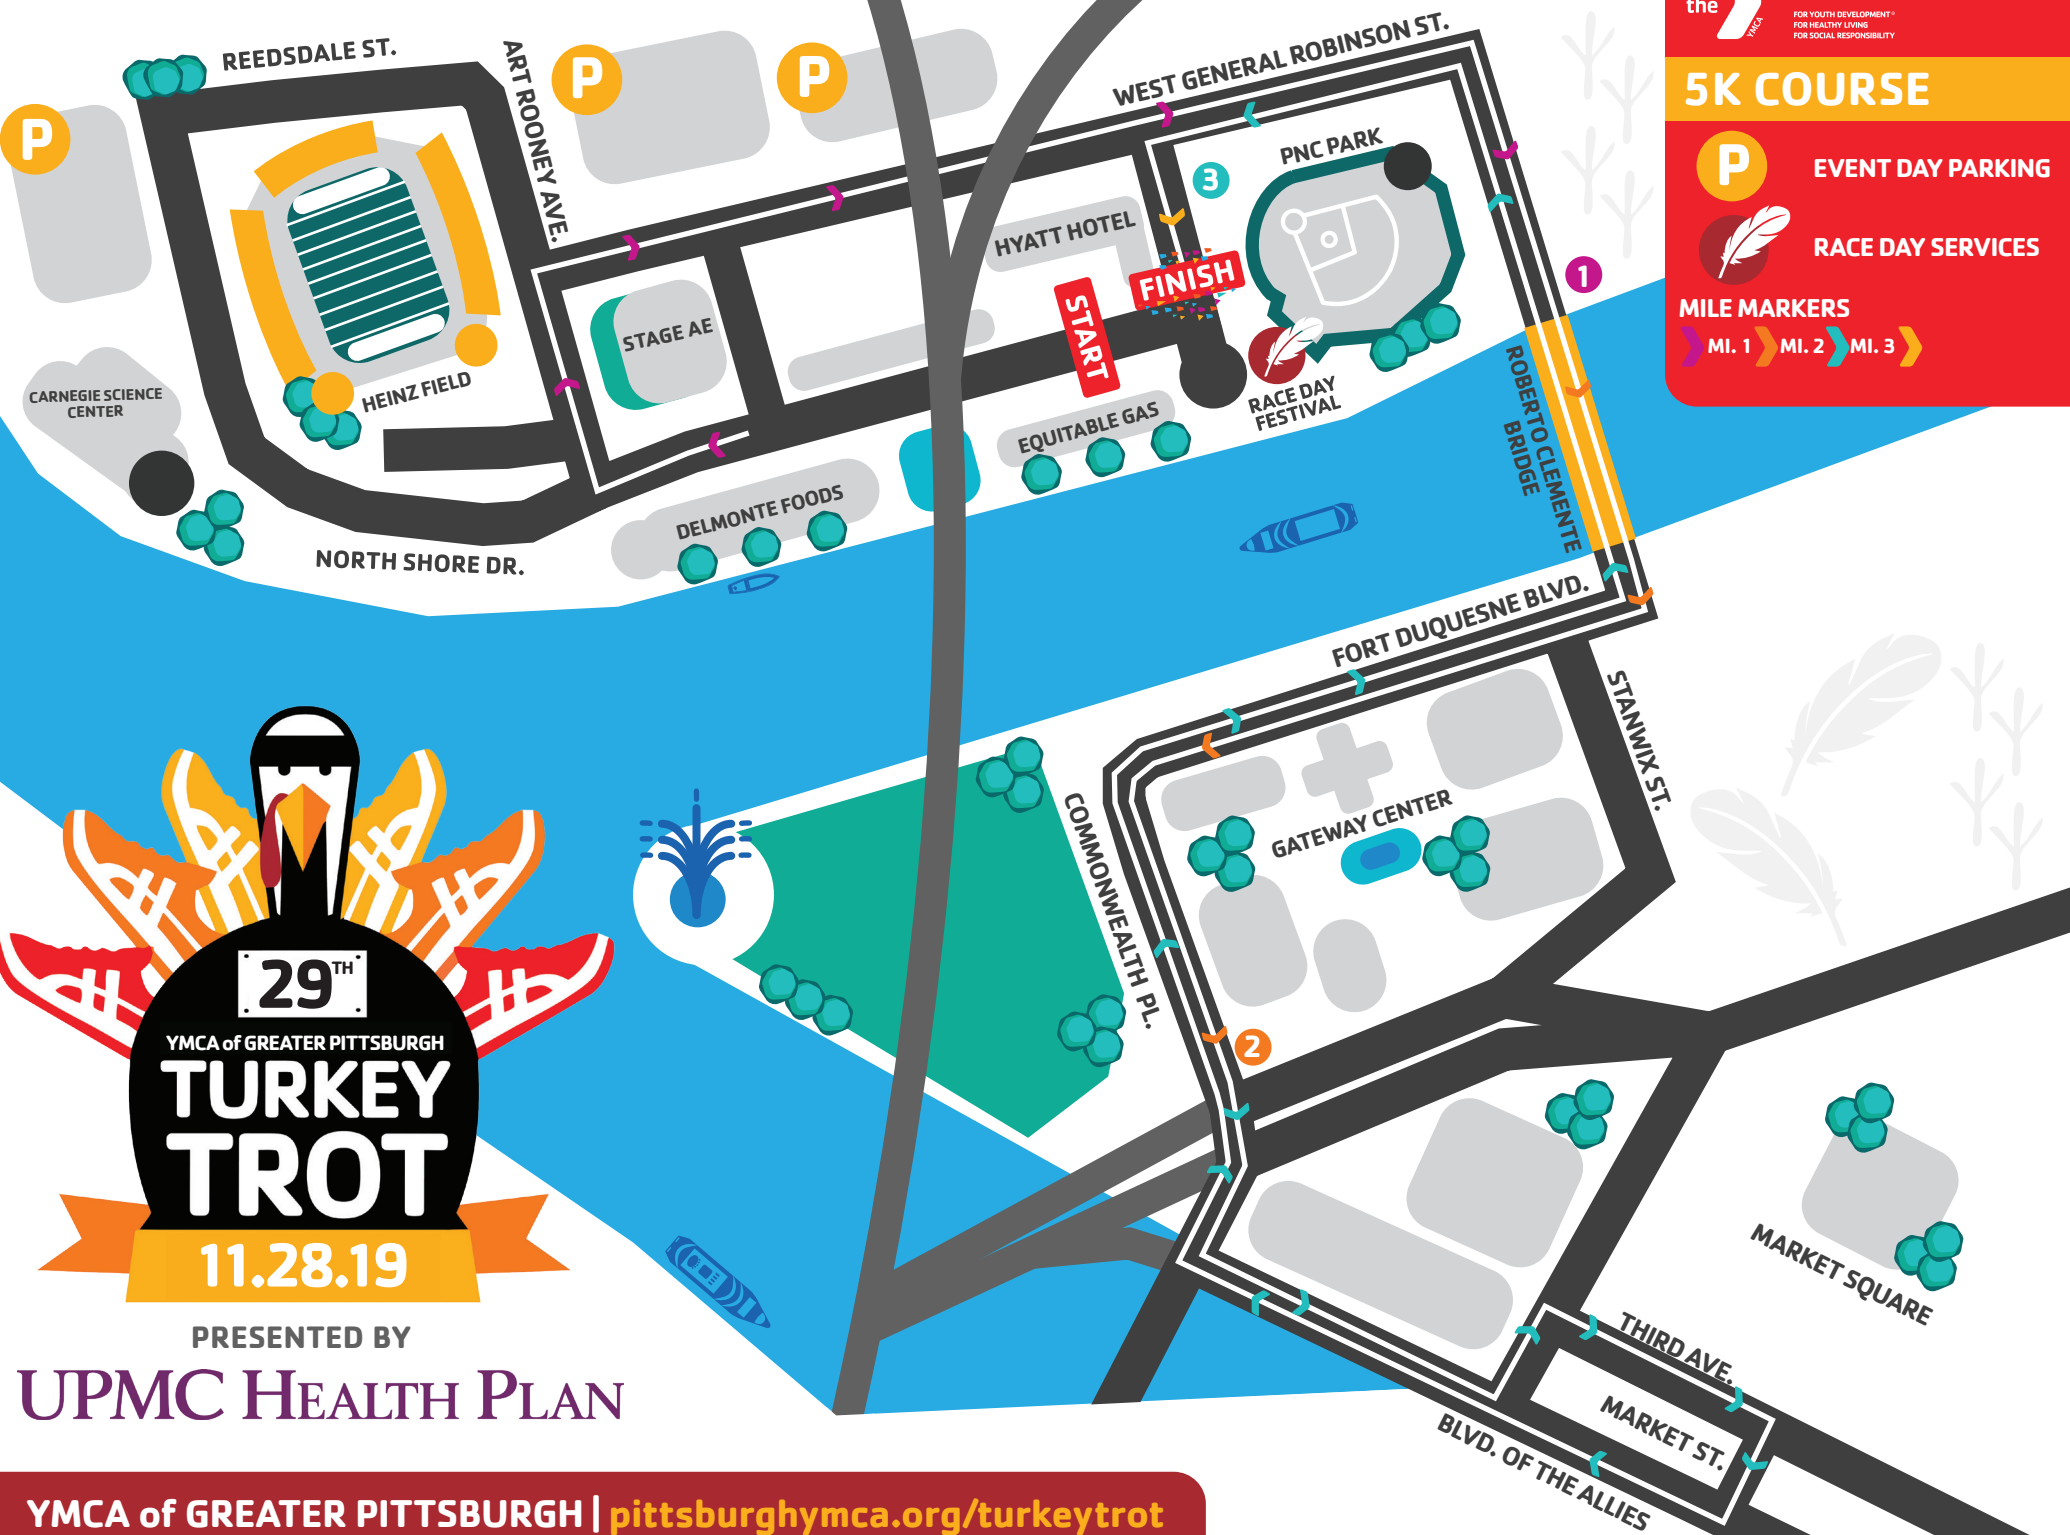 the
YMCA
FOR YOUTH DEVELOPMENT®
FOR HEALTHY LIVING
FOR SOCIAL RESPONSIBILITY
5K COURSE
P
EVENT DAY PARKING
RACE DAY SERVICES
MILE MARKERS
MI. 1
MI. 2
MI. 3
REEDSDALE ST.
ART ROONEY AVE.
P
P
P
WEST GENERAL ROBINSON ST.
PNC PARK
3
HYATT HOTEL
FINISH
START
1
STAGE AE
HEINZ FIELD
CARNEGIE SCIENCE
CENTER
RACE DAY
FESTIVAL
EQUITABLE GAS
ROBERTO CLEMENTE
BRIDGE
DELMONTE FOODS
NORTH SHORE DR.
FORT DUQUESNE BLVD.
STANWIX ST.
COMMONWEALTH PL.
GATEWAY CENTER
2
MARKET SQUARE
THIRD AVE.
MARKET ST.
BLVD. OF THE ALLIES
29TH
YMCA of GREATER PITTSBURGH
TURKEY
TROT
11.28.19
PRESENTED BY
UPMC HEALTH PLAN
YMCA of GREATER PITTSBURGH | pittsburghymca.org/turkeytrot